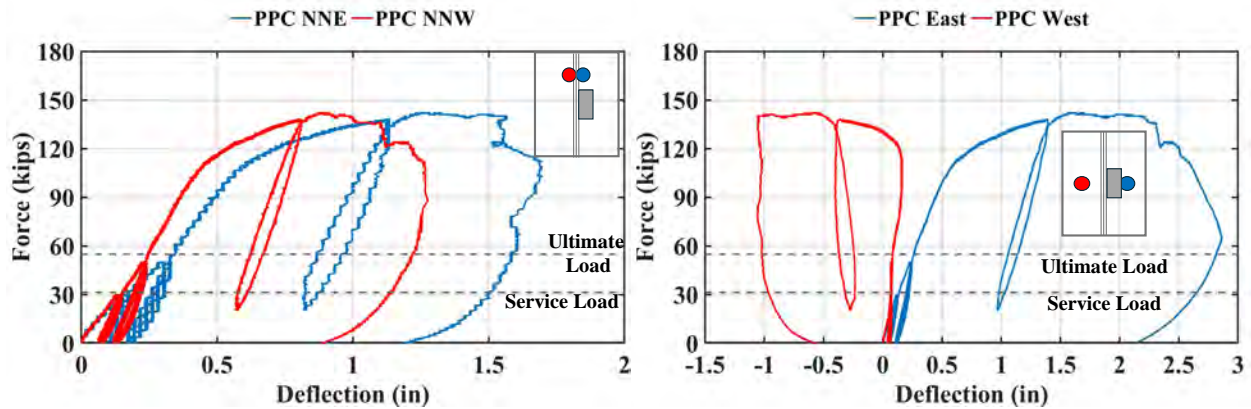 PPC NNE PPC NNW
180
150
120
90
60
30
0
Force (kips)
Ultimate
Load
Service Load
0 0.5 1 1.5 2
Deflection (in)
PPC East PPC West
180
150
120
90
60
30
0
Force (kips)
Ultimate Load
Service Load
-1.5 -1 -0.5 0 0.5 1 1.5 2 2.5 3
Deflection (in)